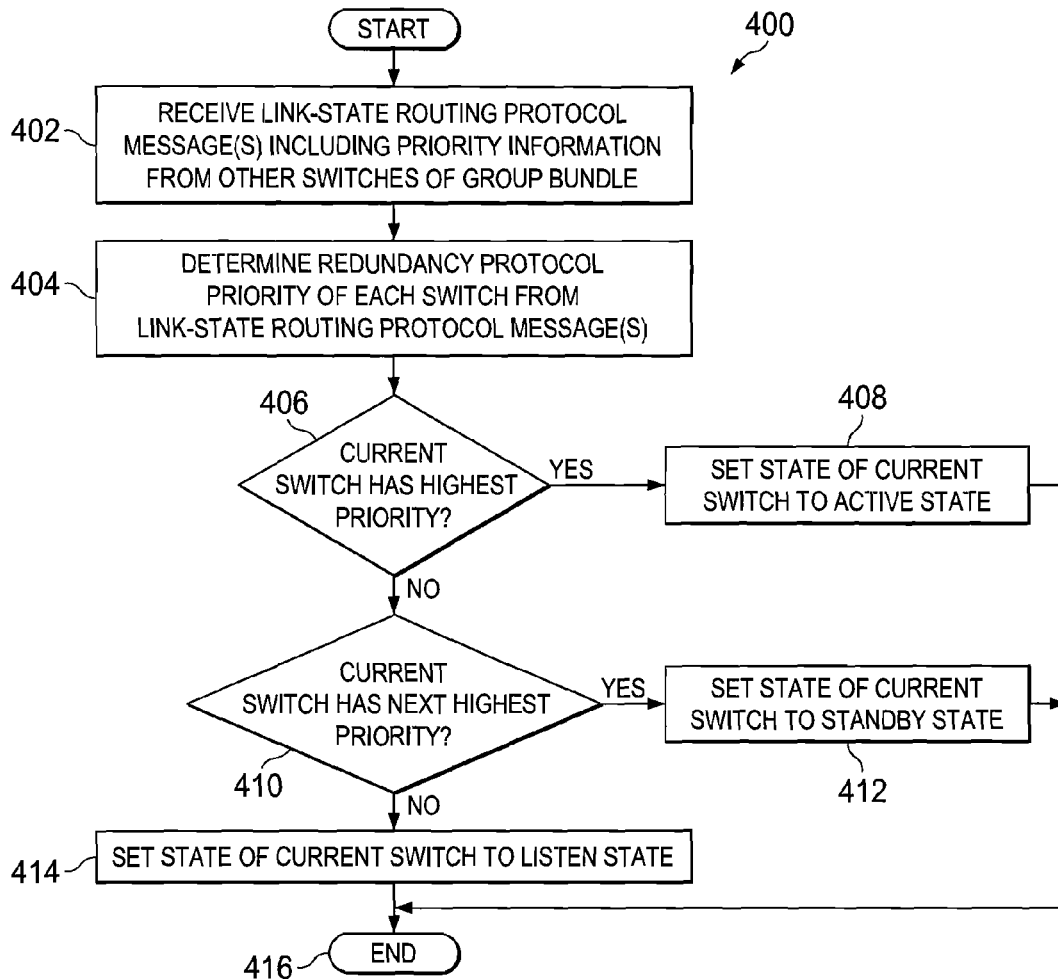 START
400
402
RECEIVE LINK-STATE ROUTING PROTOCOL
MESSAGE(S) INCLUDING PRIORITY INFORMATION
FROM OTHER SWITCHES OF GROUP BUNDLE
404
DETERMINE REDUNDANCY PROTOCOL
PRIORITY OF EACH SWITCH FROM
LINK-STATE ROUTING PROTOCOL MESSAGE(S)
406
CURRENT
SWITCH HAS HIGHEST
PRIORITY?
YES
408
SET STATE OF CURRENT
SWITCH TO ACTIVE STATE
NO
CURRENT
SWITCH HAS NEXT HIGHEST
PRIORITY?
410
YES
SET STATE OF CURRENT
SWITCH TO STANDBY STATE
412
NO
414
SET STATE OF CURRENT SWITCH TO LISTEN STATE
416
END